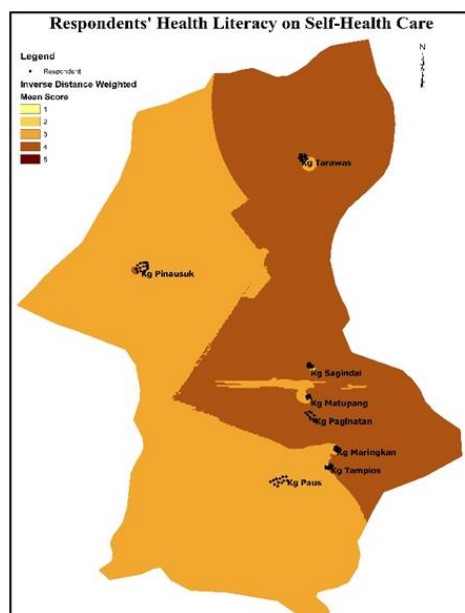 Respondents' Health Literacy on Self-Health Care
N
Legend
Respondent
Inverse Distance Weighted
Mean Score
1
2
3
4
5
Kg Tarawas
Kg Pinausuk
Kg Sagindai
Kg Matupang
Kg Paginatan
Kg Maringkan
Kg Tampios
Kg Paus